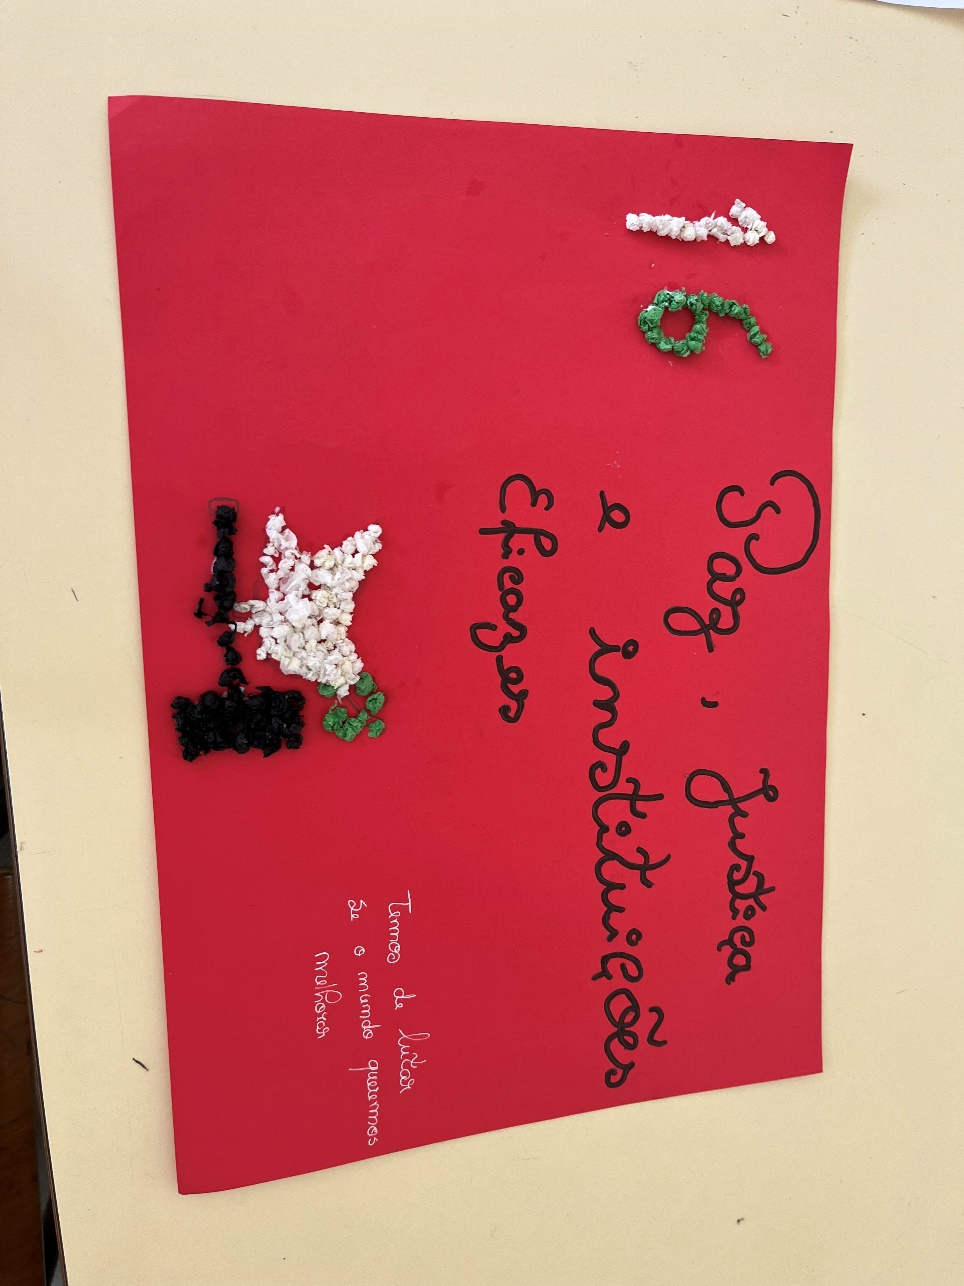 16
Paz, Justiça
e instituições
Eficazes
Temos de lutar
Se o mundo queremos
melhorar